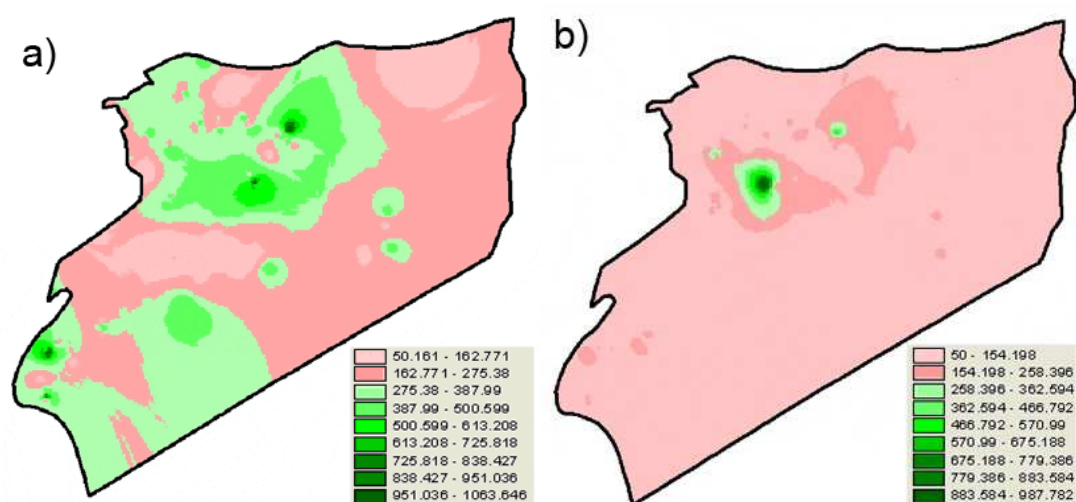 a)
50.161 - 162.771
162.771 - 275.38
275.38 - 387.99
387.99 - 500.599
500.599 - 613.208
613.208 - 725.818
725.818 - 838.427
838.427 - 951.036
951.036 - 1063.646
b)
50 - 154.198
154.198 - 258.396
258.396 - 362.594
362.594 - 466.792
466.792 - 570.99
570.99 - 675.188
675.188 - 779.386
779.386 - 883.584
883.584 - 987.782